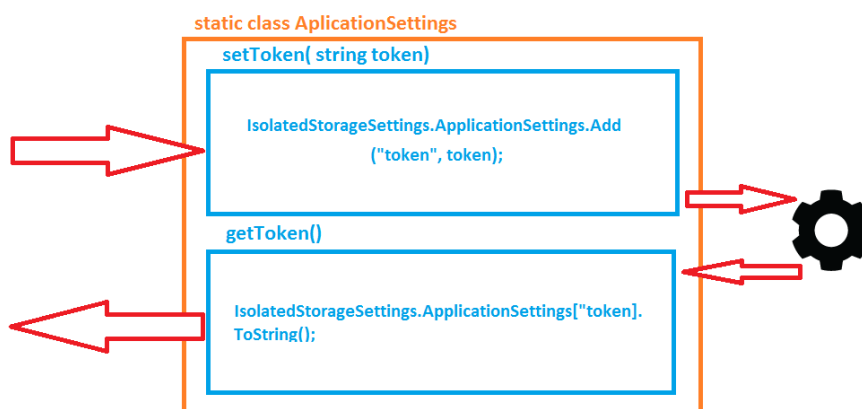 static class AplicationSettings
setToken( string token)
IsolatedStorageSettings.ApplicationSettings.Add
("token", token);
getToken()
IsolatedStorageSettings.ApplicationSettings["token].
ToString();